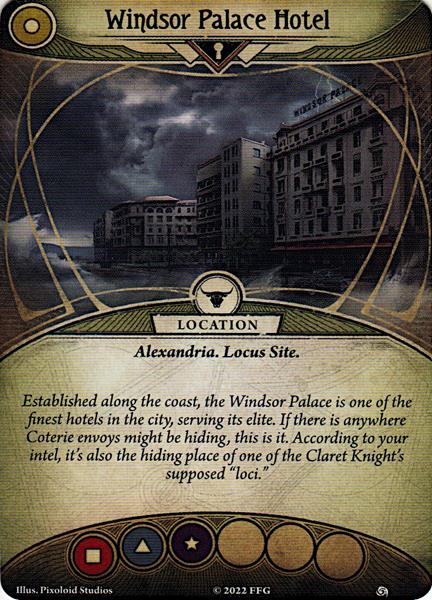 Windsor Palace Hotel
WINDSOR PALACE
LOCATION
Alexandria. Locus Site.
Established along the coast, the Windsor Palace is one of the
finest hotels in the city, serving its elite. If there is anywhere
Coterie envoys might be hiding, this is it. According to your
intel, it's also the hiding place of one of the Claret Knight's
supposed “loci.”
Illus. Pixoloid Studios
© 2022 FFG